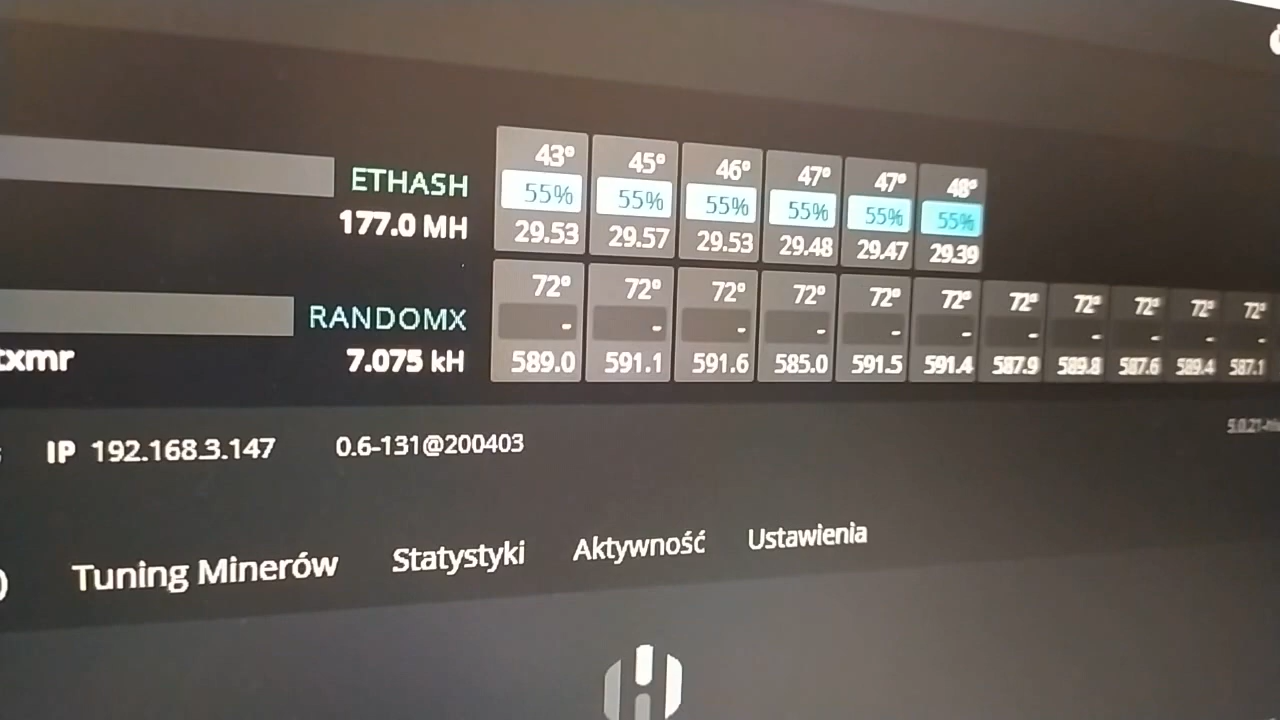 43° 45° 46° 47° 47° 48°
ETHASH 55% 55% 55% 55% 55% 55%
177.0 MH 29.53 29.57 29.53 29.48 29.47 29.39
72° 72° 72° 72° 72° 72° 72° 72° 72° 72° 72°
RANDOMX - - - - - - - - - - -
xmr 7.075 kH 589.0 591.1 591.6 585.0 591.5 591.4 587.9 589.8 587.6 589.4 587.1
IP 192.168.3.147 0.6-131@200403 5.0.21-
Tuning Minerów Statystyki Aktywność Ustawienia